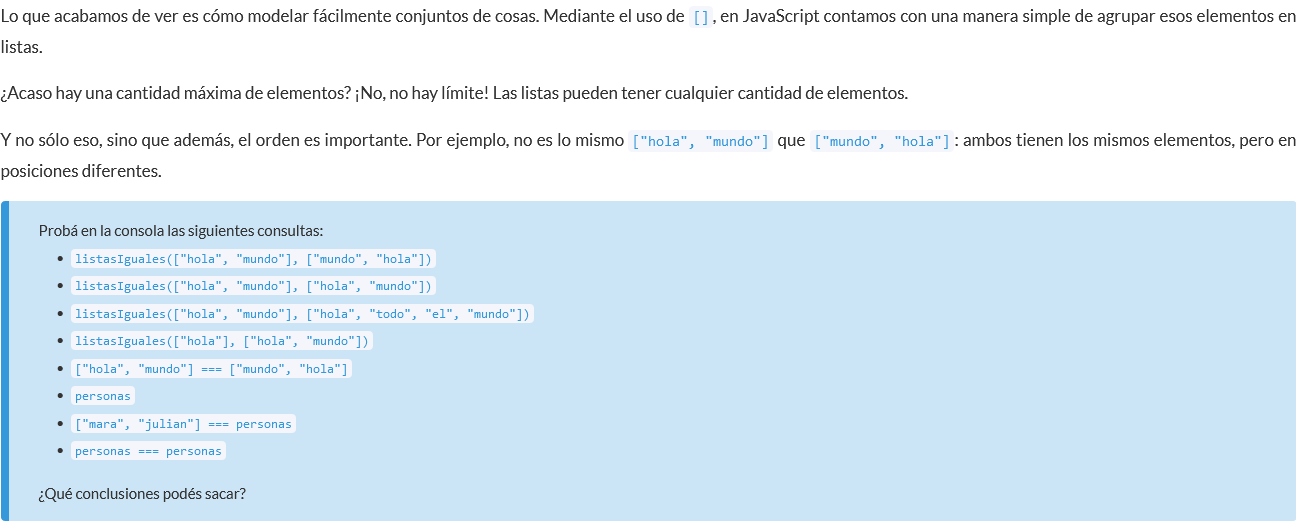 Lo que acabamos de ver es cómo modelar fácilmente conjuntos de cosas. Mediante el uso de [], en JavaScript contamos con una manera simple de agrupar esos elementos en
listas.
¿Acaso hay una cantidad máxima de elementos? ¡No, no hay límite! Las listas pueden tener cualquier cantidad de elementos.
Y no sólo eso, sino que además, el orden es importante. Por ejemplo, no es lo mismo ["hola", "mundo"] que ["mundo", "hola"]: ambos tienen los mismos elementos, pero en
posiciones diferentes.
Probá en la consola las siguientes consultas:
• listasIguales(["hola", "mundo"], ["mundo", "hola"])
• listasIguales(["hola", "mundo"], ["hola", "mundo"])
• listasIguales(["hola", "mundo"], ["hola", "todo", "el", "mundo"])
• listasIguales(["hola"], ["hola", "mundo"])
• ["hola", "mundo"] === ["mundo", "hola"]
• personas
• ["mara", "julian"] === personas
• personas === personas
¿Qué conclusiones podés sacar?